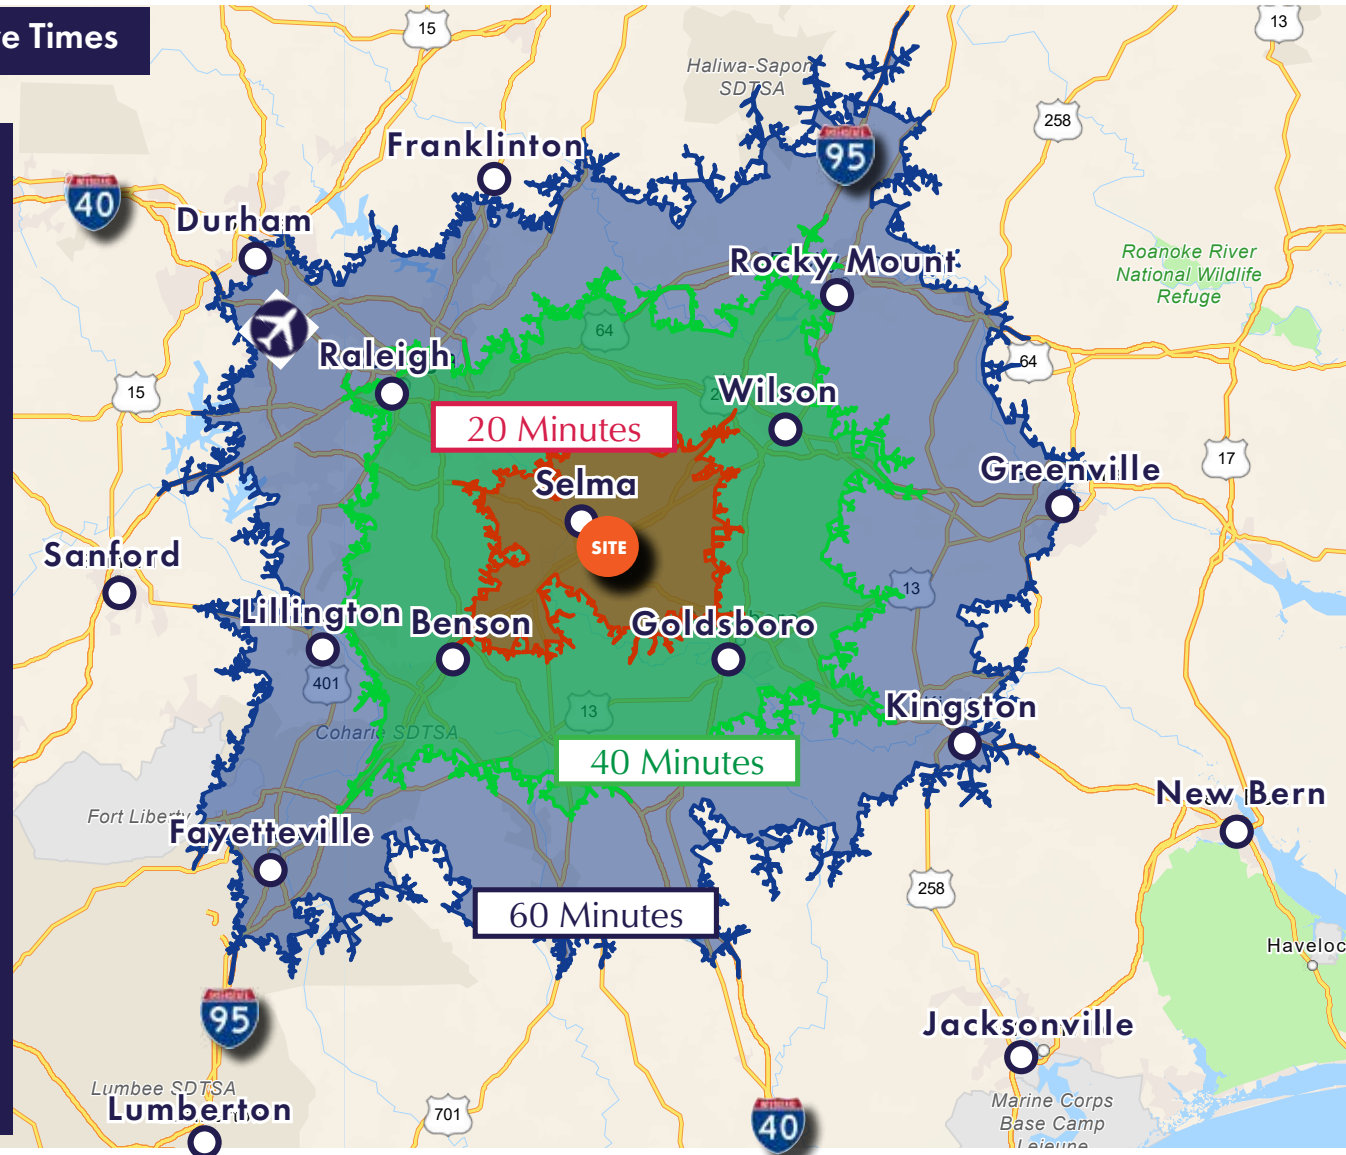 e Times
15
13
Haliwa-Sapon
SDTSA
258
95
Franklinton
40
Durham
Roanoke River
National Wildlife
Refuge
Rocky Mount
64
Raleigh
64
15
Wilson
20 Minutes
17
Greenville
Selma
SITE
Sanford
13
Lillington
Benson
Goldsboro
401
13
Kingston
Coharie SDTSA
40 Minutes
New Bern
Fort Liberty
Fayetteville
258
60 Minutes
Haveloc
95
Jacksonville
Lumbee SDTSA
Lumberton
701
Marine Corps
Base Camp
Lejeune
40